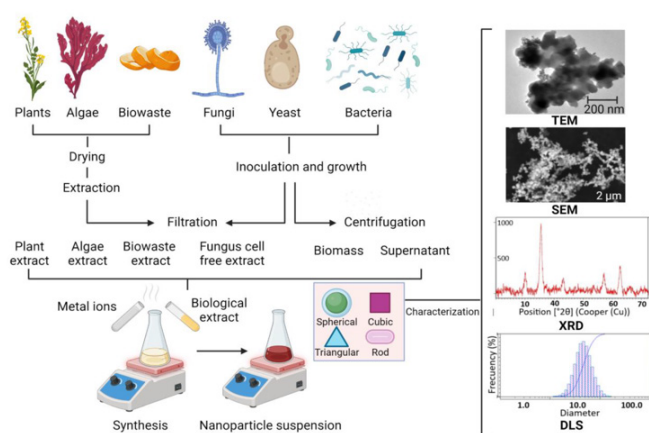 Plants Algae Biowaste Fungi Yeast Bacteria
Drying
Extraction
Inoculation and growth
Filtration Centrifugation
Plant extract
Algae extract
Biowaste extract
Fungus cell free extract
Biomass Supernatant
Metal ions
Biological extract
Spherical Cubic
Triangular Rod
Characterization
Synthesis Nanoparticle suspension
200 nm
TEM
2 µm
SEM
1000
500
0
10 20 30 40 50 60 70
Position [°2θ] (Cooper (Cu))
XRD
Frecuency (%)
1.0 10.0 100.0
Diameter
DLS